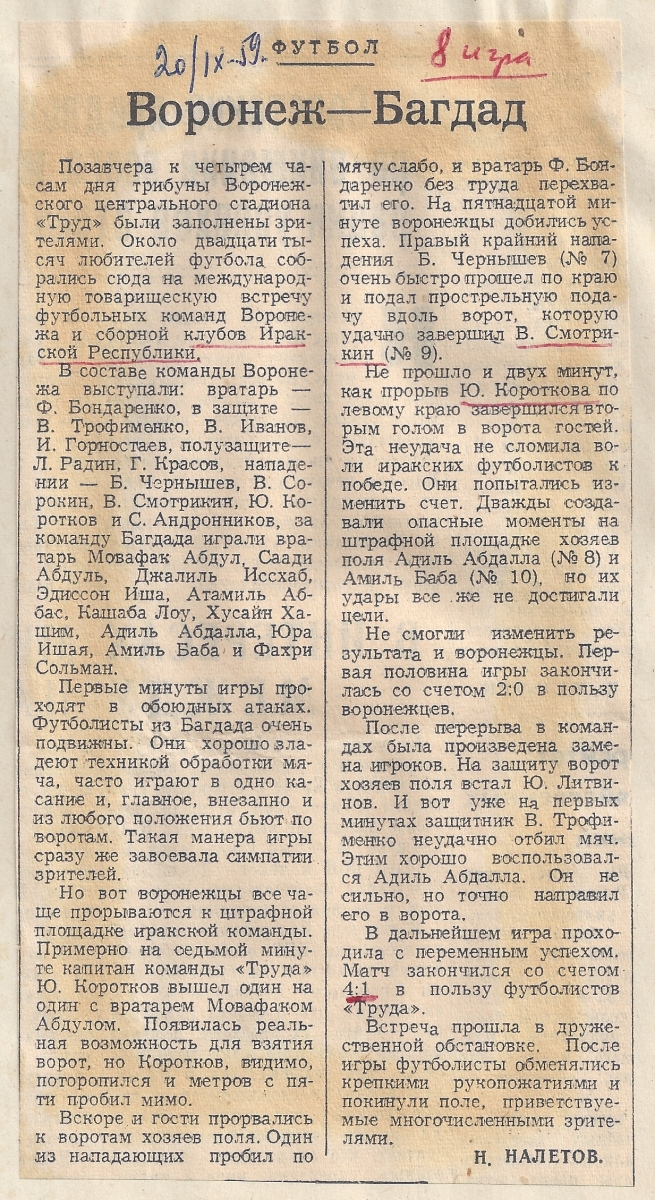 20/IX-59.
ФУТБОЛ
8 игра
Воронеж—Багдад
Позавчера к четырем ча-
сам дня трибуны Воронеж-
ского центрального стадиона
«Труд» были заполнены зри-
телями. Около двадцати ты-
сяч любителей футбола соб-
рались сюда на международ-
ную товарищескую встречу
футбольных команд Вороне-
жа и сборной клубов Ирак-
ской Республики.
В составе команды Вороне-
жа выступали: вратарь —
Ф. Бондаренко, в защите —
В. Трофименко, В. Иванов,
И. Горностаев, полузащите—
Л. Радин, Г. Красов, нападе-
нии — Б. Чернышев, В. Со-
рокин, В. Смотрикин, Ю. Ко-
ротков и С. Андронников, за
команду Багдада играли вра-
тарь Мовафак Абдул, Саади
Абдуль, Джалиль Иссхаб,
Эдиссон Иша, Атамиль Аб-
бас, Кашаба Лоу, Хусайн Ха-
шим, Адиль Абдалла, Юра
Ишая, Амиль Баба и Фахри
Сольман.
Первые минуты игры про-
ходят в обоюдных атаках.
Футболисты из Багдада очень
подвижны. Они хорошо вла-
деют техникой обработки мя-
ча, часто играют в одно ка-
сание и, главное, внезапно и
из любого положения бьют по
воротам. Такая манера игры
сразу же завоевала симпатии
зрителей.
Но вот воронежцы все ча-
ще прорываются к штрафной
площадке иракской команды.
Примерно на седьмой мину-
те капитан команды «Труда»
Ю. Коротков вышел один на
один с вратарем Мовафаком
Абдулом. Появилась реаль-
ная возможность для взятия
ворот, но Коротков, видимо,
поторопился и метров с пя-
ти пробил мимо.
Вскоре и гости прорвались
к воротам хозяев поля. Один
из нападающих пробил по
мячу слабо, и вратарь Ф. Бон-
даренко без труда перехва-
тил его. На пятнадцатой ми-
нуте воронежцы добились ус-
пеха. Правый крайний напа-
дения Б. Чернышев (№ 7)
очень быстро прошел по краю
и подал прострельную пода-
чу вдоль ворот, которую
удачно завершил В. Смотри-
кин (№ 9).
Не прошло и двух минут,
как прорыв Ю. Короткова по
левому краю завершился вто-
рым голом в ворота гостей.
Эта неудача не сломила во-
ли иракских футболистов к
победе. Они попытались из-
менить счет. Дважды созда-
вали опасные моменты на
штрафной площадке хозяев
поля Адиль Абдалла (№ 8) и
Амиль Баба (№ 10), но их
удары все же не достигали
цели.
Не смогли изменить ре-
зультата и воронежцы. Пер-
вая половина игры закончи-
лась со счетом 2:0 в пользу
воронежцев.
После перерыва в коман-
дах была произведена заме-
на игроков. На защиту ворот
хозяев поля встал Ю. Литви-
нов. И вот уже на первых
минутах защитник В. Трофи-
менко неудачно отбил мяч.
Этим хорошо воспользовал-
ся Адиль Абдалла. Он не
сильно, но точно направил
его в ворота.
В дальнейшем игра прохо-
дила с переменным успехом.
Матч закончился со счетом
4:1 в пользу футболистов
«Труда».
Встреча прошла в друже-
ственной обстановке. После
игры футболисты обменялись
крепкими рукопожатиями и
покинули поле, приветствуе-
мые многочисленными зрите-
лями.
Н. НАЛЕТОВ.